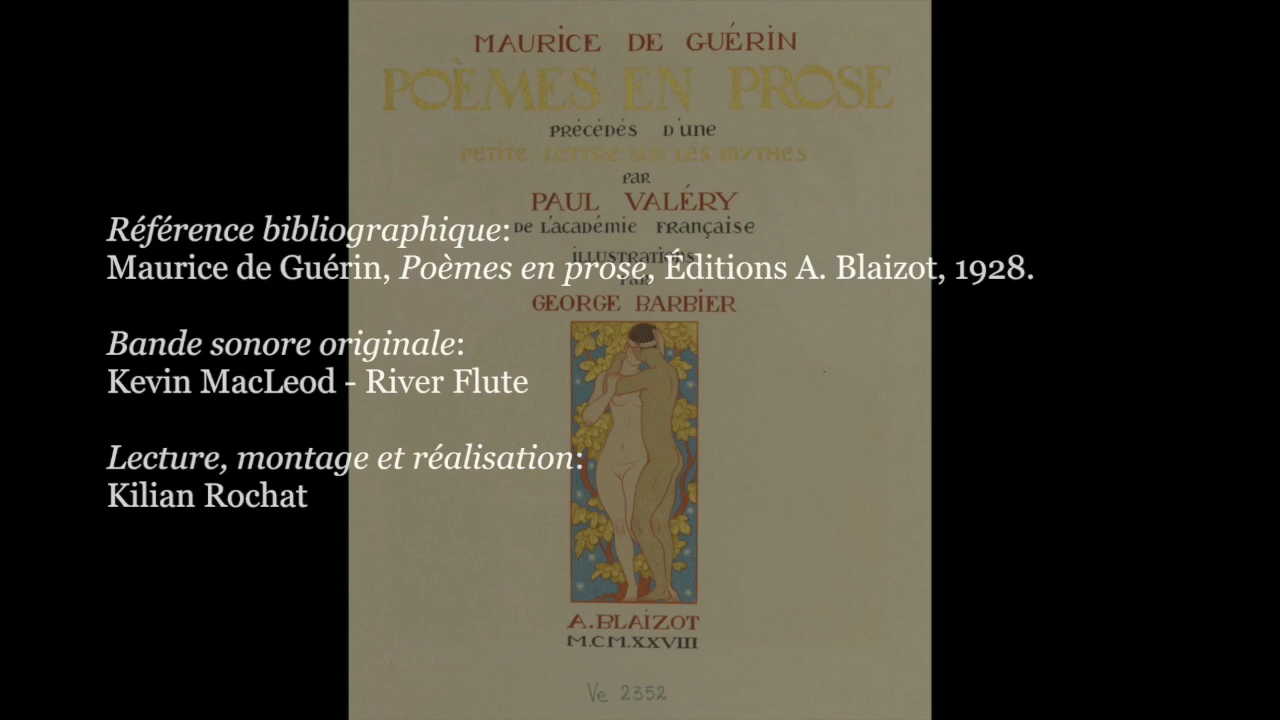 MAURICE DE GUÉRIN
POÈMES EN PROSE
PRÉCÉDÉS D'UNE
PETITE LETTRE SUR LES MYTHES
PAR
PAUL VALÉRY
DE L'ACADÉMIE FRANÇAISE
ILLUSTRATIONS
PAR
GEORGE BARBIER
A. BLAIZOT
M.CM.XXVIII
Ve 2352
Référence bibliographique:
Maurice de Guérin, Poèmes en prose, Éditions A. Blaizot, 1928.
Bande sonore originale:
Kevin MacLeod - River Flute
Lecture, montage et réalisation:
Kilian Rochat